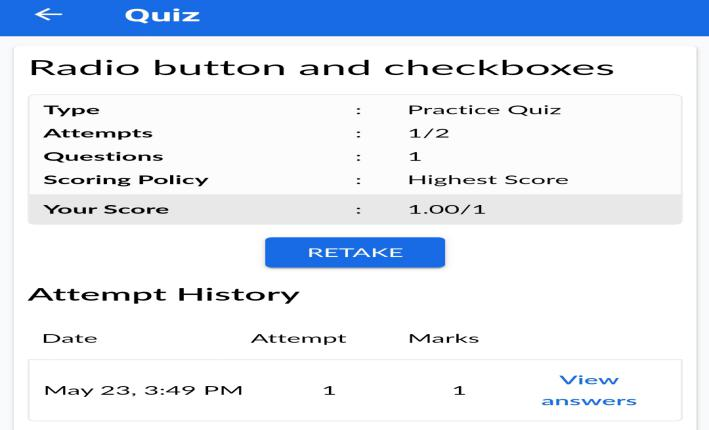 Quiz
Radio button and checkboxes
Type : Practice Quiz
Attempts : 1/2
Questions : 1
Scoring Policy : Highest Score
Your Score : 1.00/1
RETAKE
Attempt History
Date Attempt Marks
May 23, 3:49 PM 1 1 View
answers